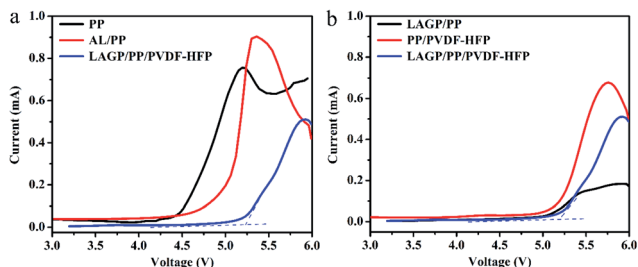 a
PP
AL/PP
LAGP/PP/PVDF-HFP
Current (mA)
1.0
0.8
0.6
0.4
0.2
0.0
3.0 3.5 4.0 4.5 5.0 5.5 6.0
Voltage (V)
b
LAGP/PP
PP/PVDF-HFP
LAGP/PP/PVDF-HFP
Current (mA)
1.0
0.8
0.6
0.4
0.2
0.0
3.0 3.5 4.0 4.5 5.0 5.5 6.0
Voltage (V)